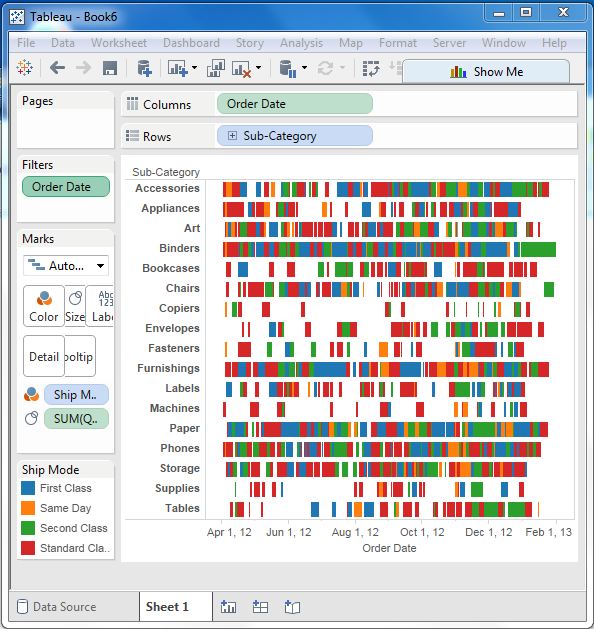 Tableau - Book6
File Data Worksheet Dashboard Story Analysis Map Format Server Window Help
Show Me
Pages
Columns Order Date
Rows Sub-Category
Filters
Order Date
Marks
Auto...
Abc
123
Color Size Labe
Detail ooltip
Ship M..
SUM(Q..
Ship Mode
First Class
Same Day
Second Class
Standard Cla..
Sub-Category
Accessories
Appliances
Art
Binders
Bookcases
Chairs
Copiers
Envelopes
Fasteners
Furnishings
Labels
Machines
Paper
Phones
Storage
Supplies
Tables
Apr 1, 12 Jun 1, 12 Aug 1, 12 Oct 1, 12 Dec 1, 12 Feb 1, 13
Order Date
Data Source Sheet 1